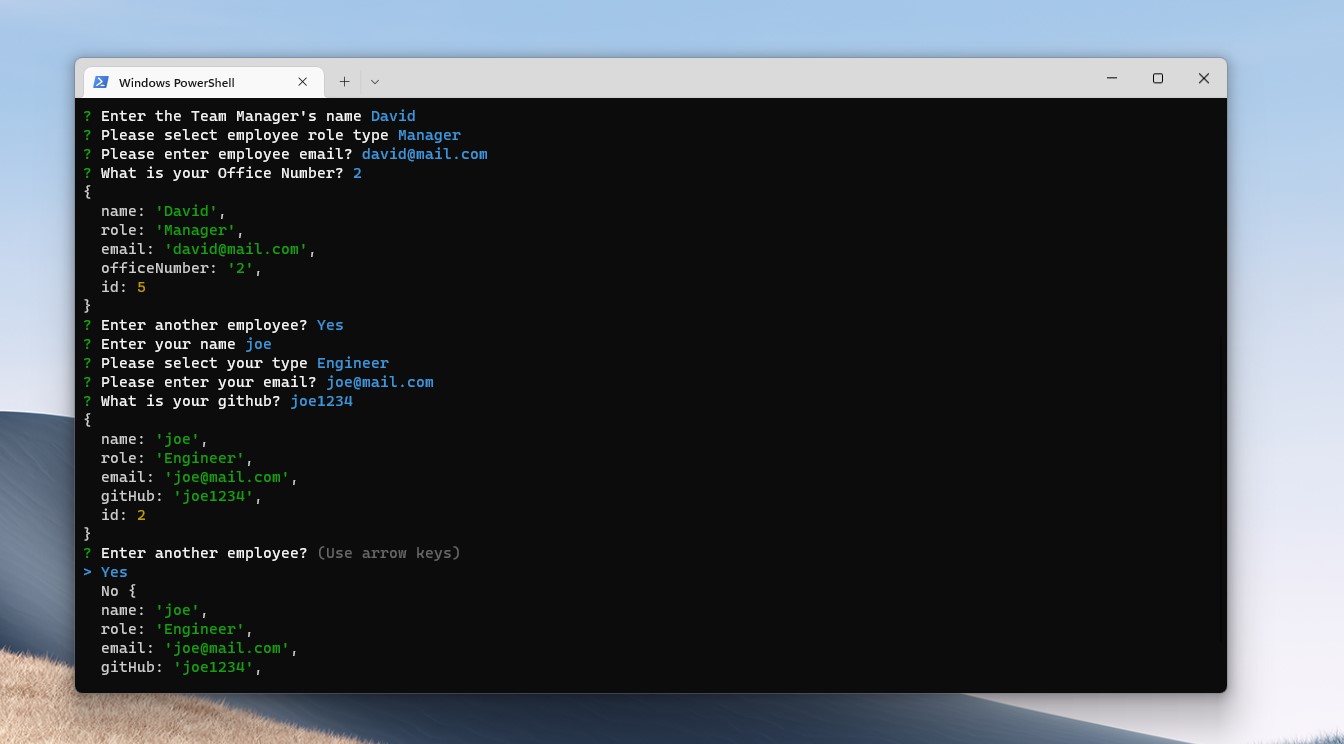 Windows PowerShell
? Enter the Team Manager's name David
? Please select employee role type Manager
? Please enter employee email? david@mail.com
? What is your Office Number? 2
{
  name: 'David',
  role: 'Manager',
  email: 'david@mail.com',
  officeNumber: '2',
  id: 5
}
? Enter another employee? Yes
? Enter your name joe
? Please select your type Engineer
? Please enter your email? joe@mail.com
? What is your github? joe1234
{
  name: 'joe',
  role: 'Engineer',
  email: 'joe@mail.com',
  gitHub: 'joe1234',
  id: 2
}
? Enter another employee? (Use arrow keys)
> Yes
  No {
  name: 'joe',
  role: 'Engineer',
  email: 'joe@mail.com',
  gitHub: 'joe1234',